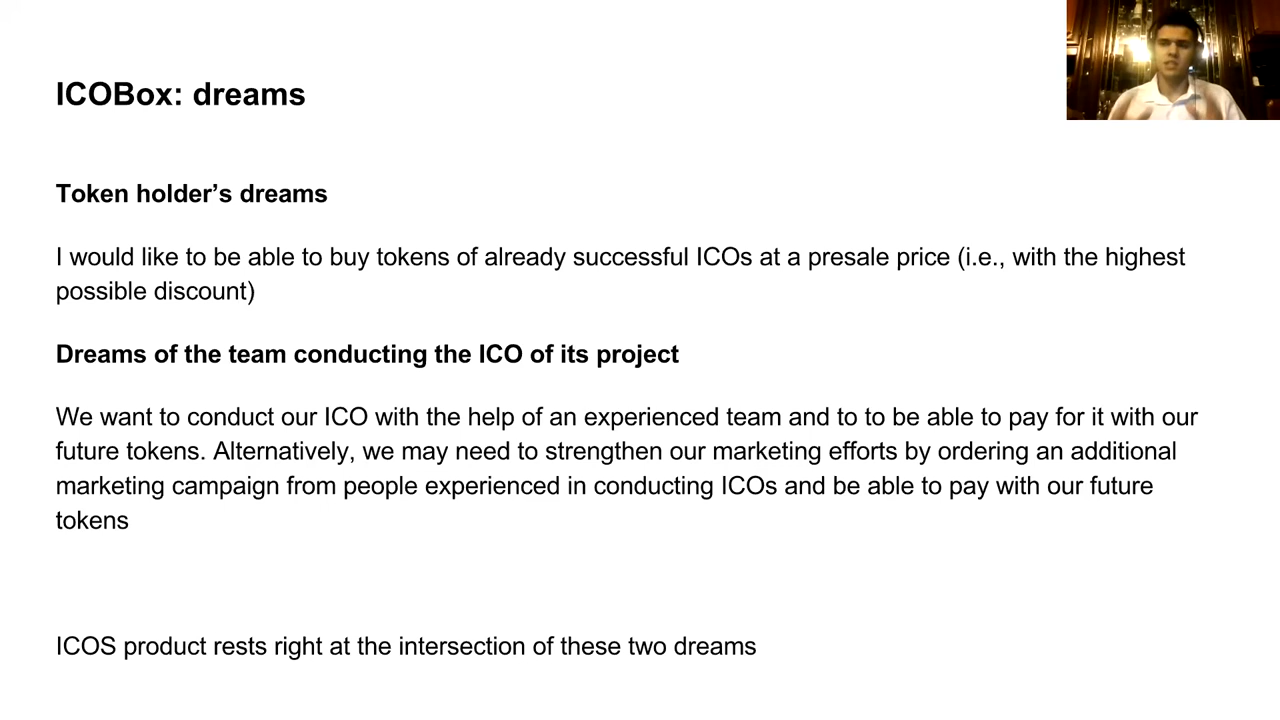 ICOBox: dreams
Token holder’s dreams
I would like to be able to buy tokens of already successful ICOs at a presale price (i.e., with the highest
possible discount)
Dreams of the team conducting the ICO of its project
We want to conduct our ICO with the help of an experienced team and to to be able to pay for it with our
future tokens. Alternatively, we may need to strengthen our marketing efforts by ordering an additional
marketing campaign from people experienced in conducting ICOs and be able to pay with our future
tokens
ICOS product rests right at the intersection of these two dreams